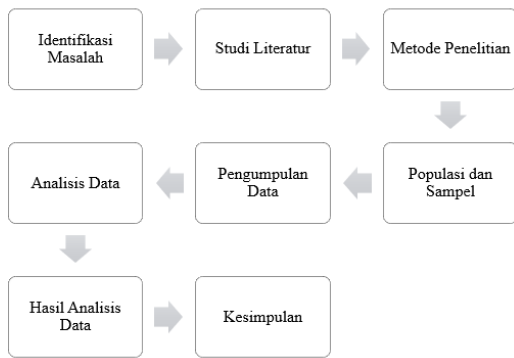 Identifikasi
Masalah
Studi Literatur
Metode Penelitian
Populasi dan
Sampel
Pengumpulan
Data
Analisis Data
Hasil Analisis
Data
Kesimpulan